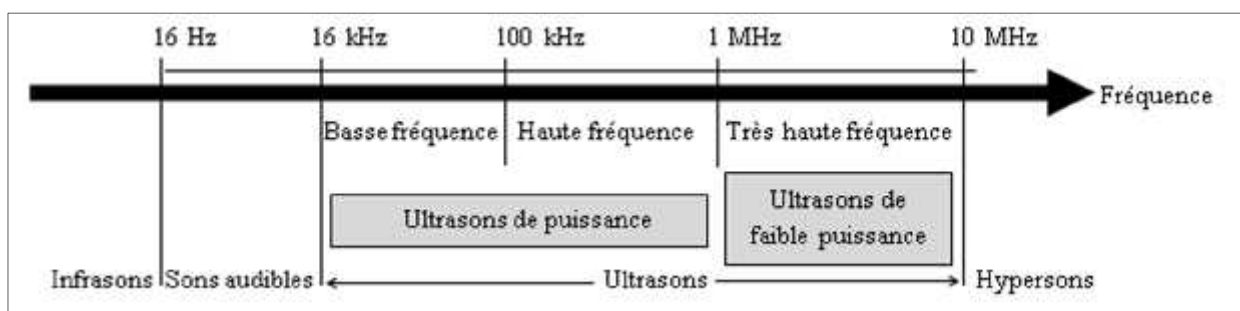 16 Hz 16 kHz 100 kHz 1 MHz 10 MHz
Fréquence
Basse fréquence Haute fréquence Très haute fréquence
Ultrasons de puissance
Ultrasons de
faible puissance
Infrasons Sons audibles Ultrasons Hypersons